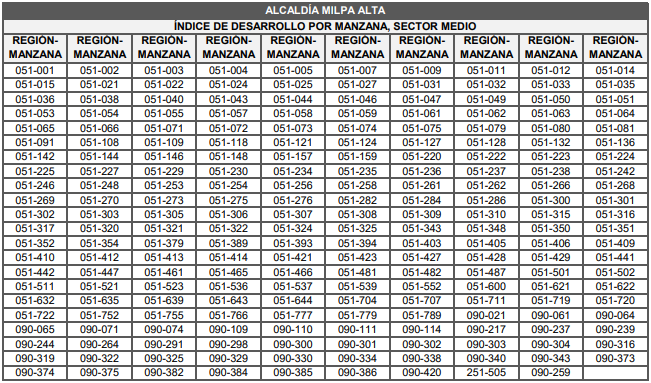 ALCALDÍA MILPA ALTA
ÍNDICE DE DESARROLLO POR MANZANA, SECTOR MEDIO
REGIÓN- REGIÓN- REGIÓN- REGIÓN- REGIÓN- REGIÓN- REGIÓN- REGIÓN- REGIÓN- REGIÓN-
MANZANA MANZANA MANZANA MANZANA MANZANA MANZANA MANZANA MANZANA MANZANA MANZANA
051-001 051-002 051-003 051-004 051-005 051-007 051-009 051-011 051-012 051-014
051-015 051-021 051-022 051-024 051-025 051-027 051-031 051-032 051-033 051-035
051-036 051-038 051-040 051-043 051-044 051-046 051-047 051-049 051-050 051-051
051-053 051-054 051-055 051-057 051-058 051-059 051-061 051-062 051-063 051-064
051-065 051-066 051-071 051-072 051-073 051-074 051-075 051-079 051-080 051-081
051-091 051-108 051-109 051-118 051-121 051-124 051-127 051-128 051-132 051-136
051-142 051-144 051-146 051-148 051-157 051-159 051-220 051-222 051-223 051-224
051-225 051-227 051-229 051-230 051-234 051-235 051-236 051-237 051-238 051-242
051-246 051-248 051-253 051-254 051-256 051-258 051-261 051-262 051-266 051-268
051-269 051-270 051-273 051-275 051-276 051-282 051-284 051-286 051-300 051-301
051-302 051-303 051-305 051-306 051-307 051-308 051-309 051-310 051-315 051-316
051-317 051-320 051-321 051-322 051-324 051-325 051-343 051-348 051-350 051-351
051-352 051-354 051-379 051-389 051-393 051-394 051-403 051-405 051-406 051-409
051-410 051-412 051-413 051-414 051-421 051-423 051-427 051-428 051-429 051-441
051-442 051-447 051-461 051-465 051-466 051-481 051-482 051-487 051-501 051-502
051-511 051-521 051-523 051-536 051-537 051-539 051-552 051-600 051-621 051-622
051-632 051-635 051-639 051-643 051-644 051-704 051-707 051-711 051-719 051-720
051-722 051-752 051-755 051-766 051-777 051-779 051-789 090-021 090-061 090-064
090-065 090-071 090-074 090-109 090-110 090-111 090-114 090-217 090-237 090-239
090-244 090-264 090-291 090-298 090-300 090-301 090-302 090-303 090-304 090-316
090-319 090-322 090-325 090-329 090-330 090-334 090-338 090-340 090-343 090-373
090-374 090-375 090-382 090-384 090-385 090-386 090-420 251-505 090-259